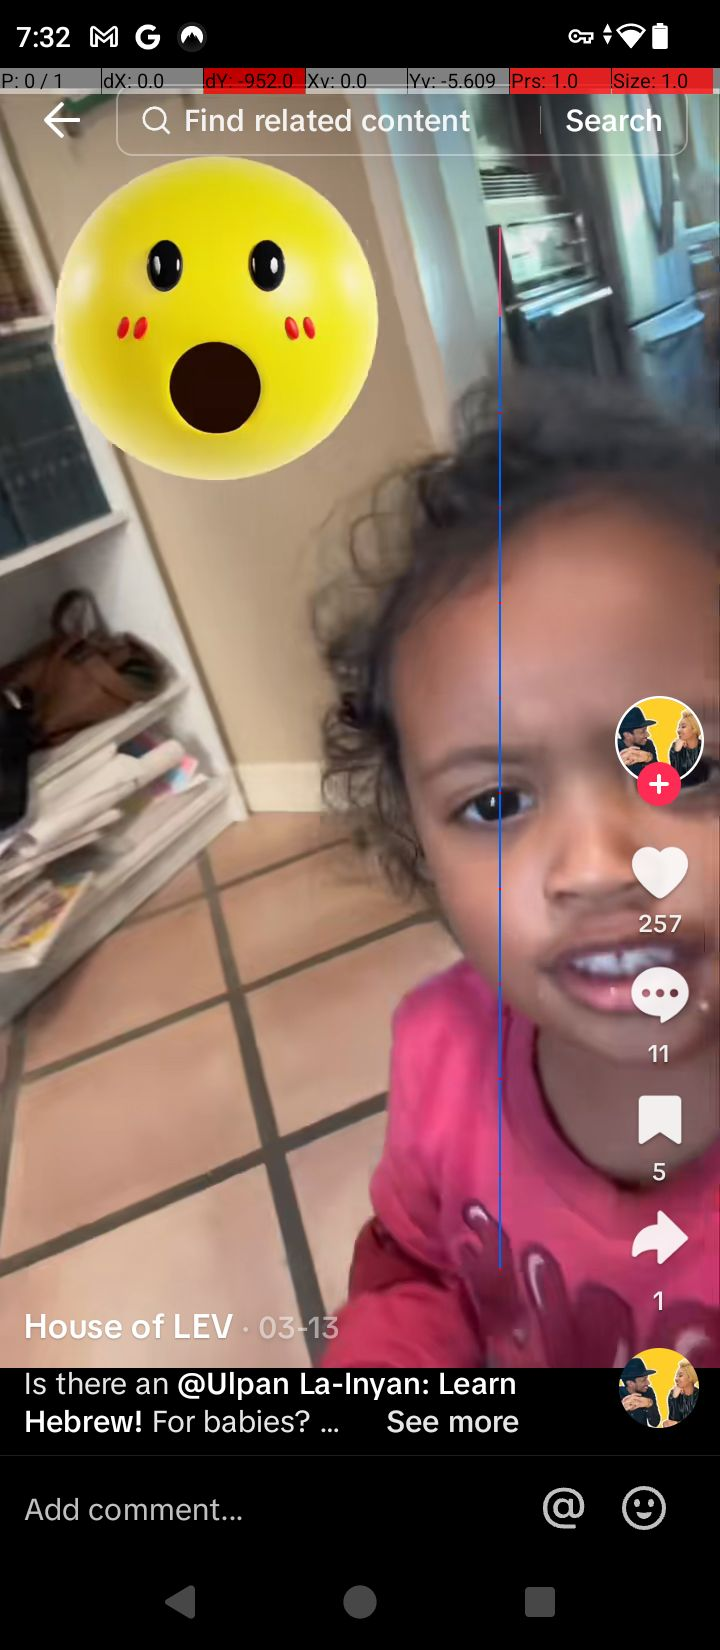 7:32
P: 0 / 1 dX: 0.0 dY: -952.0 Xv: 0.0 Yv: -5.609 Prs: 1.0 Size: 1.0
Find related content Search
257
11
5
1
House of LEV · 03-13
Is there an @Ulpan La-Inyan: Learn
Hebrew! For babies? ... See more
Add comment...